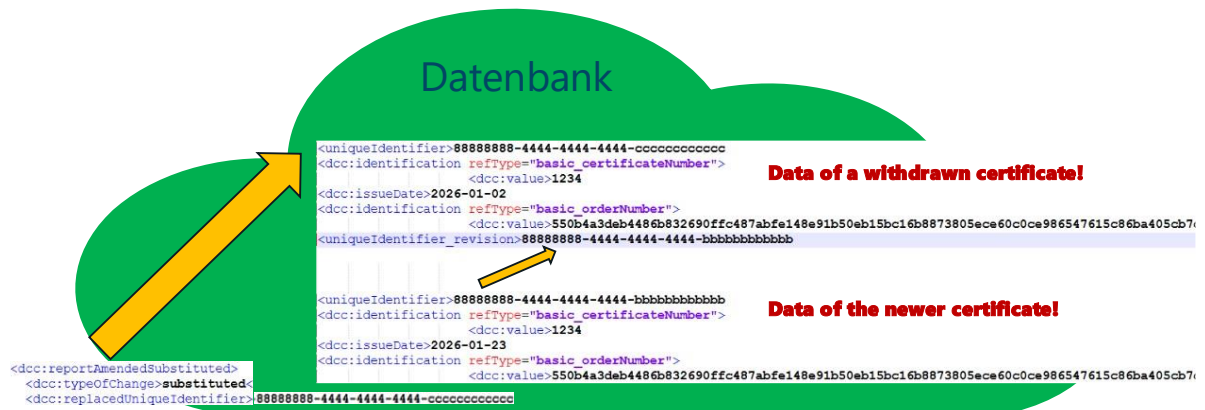 Datenbank
<uniqueIdentifier>88888888-4444-4444-4444-cccccccccccc
<dcc:identification refType="basic_certificateNumber">
<dcc:value>1234
Data of a withdrawn certificate!
<dcc:issueDate>2026-01-02
<dcc:identification refType="basic_orderNumber">
<dcc:value>550b4a3deb4486b832690ffc487abfe148e91b50eb15bc16b8873805ece60c0ce986547615c86ba405cb7
<uniqueIdentifier_revision>88888888-4444-4444-4444-bbbbbbbbbbbb
<uniqueIdentifier>88888888-4444-4444-4444-bbbbbbbbbbbb
<dcc:identification refType="basic_certificateNumber">
<dcc:value>1234
Data of the newer certificate!
<dcc:issueDate>2026-01-23
<dcc:identification refType="basic_orderNumber">
<dcc:value>550b4a3deb4486b832690ffc487abfe148e91b50eb15bc16b8873805ece60c0ce986547615c86ba405cb7
<dcc:reportAmendedSubstituted>
<dcc:typeOfChange>substituted<
<dcc:replacedUniqueIdentifier>88888888-4444-4444-4444-cccccccccccc